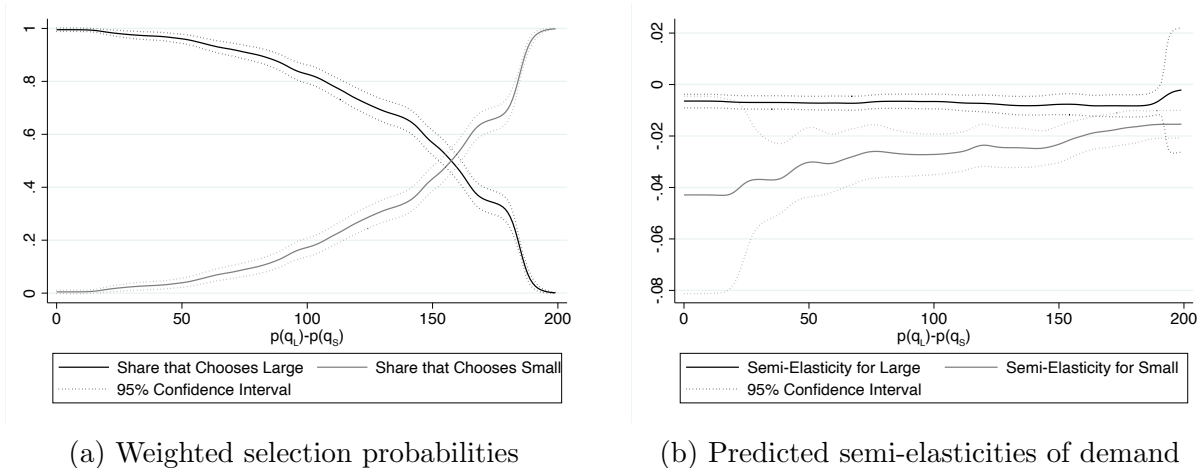 1
.8
.6
.4
.2
0
0 50 100 150 200
p(q_L)-p(q_S)
Share that Chooses Large Share that Chooses Small
95% Confidence Interval
(a) Weighted selection probabilities
.02
0
-.02
-.04
-.06
-.08
0 50 100 150 200
p(q_L)-p(q_S)
Semi-Elasticity for Large Semi-Elasticity for Small
95% Confidence Interval
(b) Predicted semi-elasticities of demand